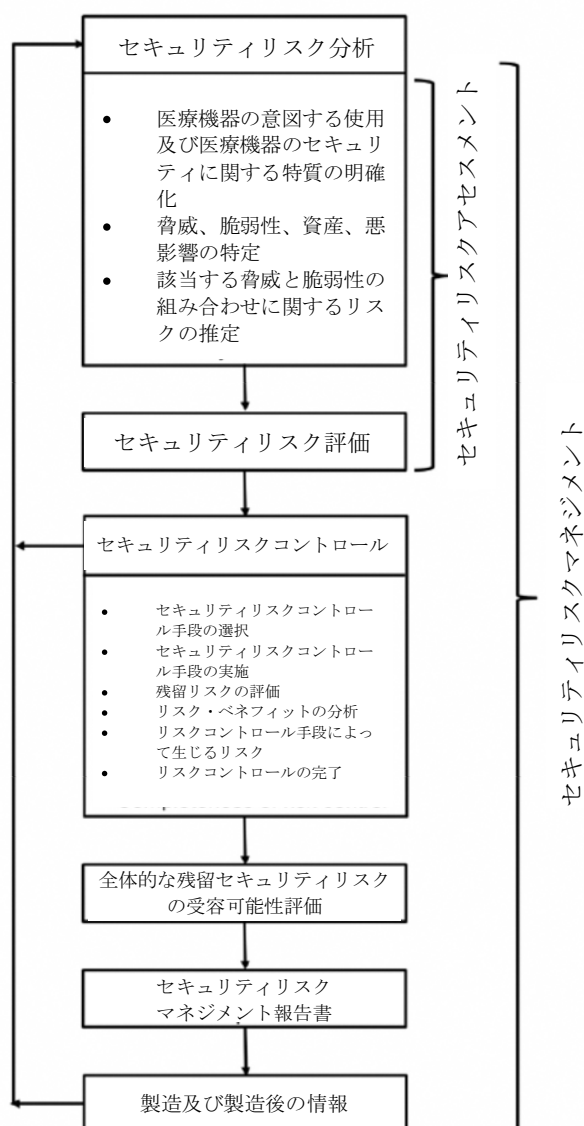 セキュリティリスク分析
• 医療機器の意図する使用
及び医療機器のセキュリ
ティに関する特質の明確
化
• 脅威、脆弱性、資産、悪
影響の特定
• 該当する脅威と脆弱性の
組み合わせに関するリス
クの推定
セキュリティリスク評価
セキュリティリスクアセスメント
セキュリティリスクコントロール
• セキュリティリスクコントロー
ル手段の選択
• セキュリティリスクコントロー
ル手段の実施
• 残留リスクの評価
• リスク・ベネフィットの分析
• リスクコントロール手段によっ
て生じるリスク
• リスクコントロールの完了
全体的な残留セキュリティリスク
の受容可能性評価
セキュリティリスク
マネジメント報告書
製造及び製造後の情報
セキュリティリスクマネジメント